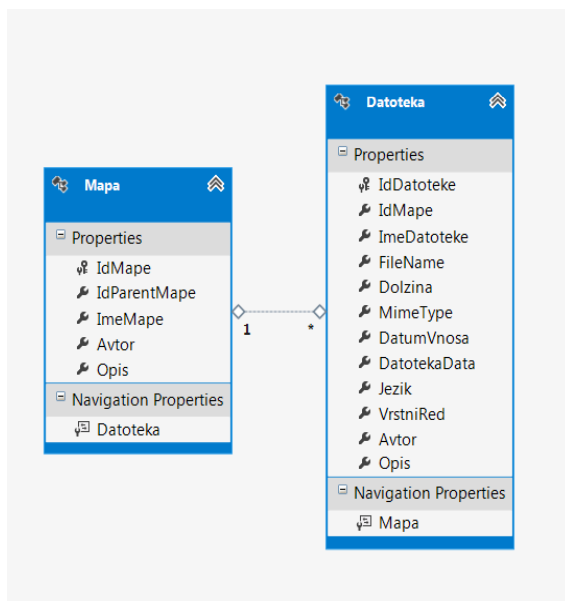 Mapa
Properties
IdMape
IdParentMape
ImeMape
Avtor
Opis
Navigation Properties
Datoteka
1
*
Datoteka
Properties
IdDatoteke
IdMape
ImeDatoteke
FileName
Dolzina
MimeType
DatumVnosa
DatotekaData
Jezik
VrstniRed
Avtor
Opis
Navigation Properties
Mapa